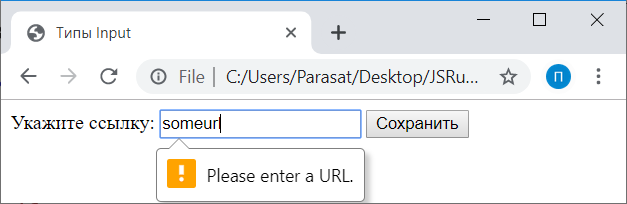 Типы Input
File | C:/Users/Parasat/Desktop/JSRu... П
Укажите ссылку: someurl Сохранить
Please enter a URL.